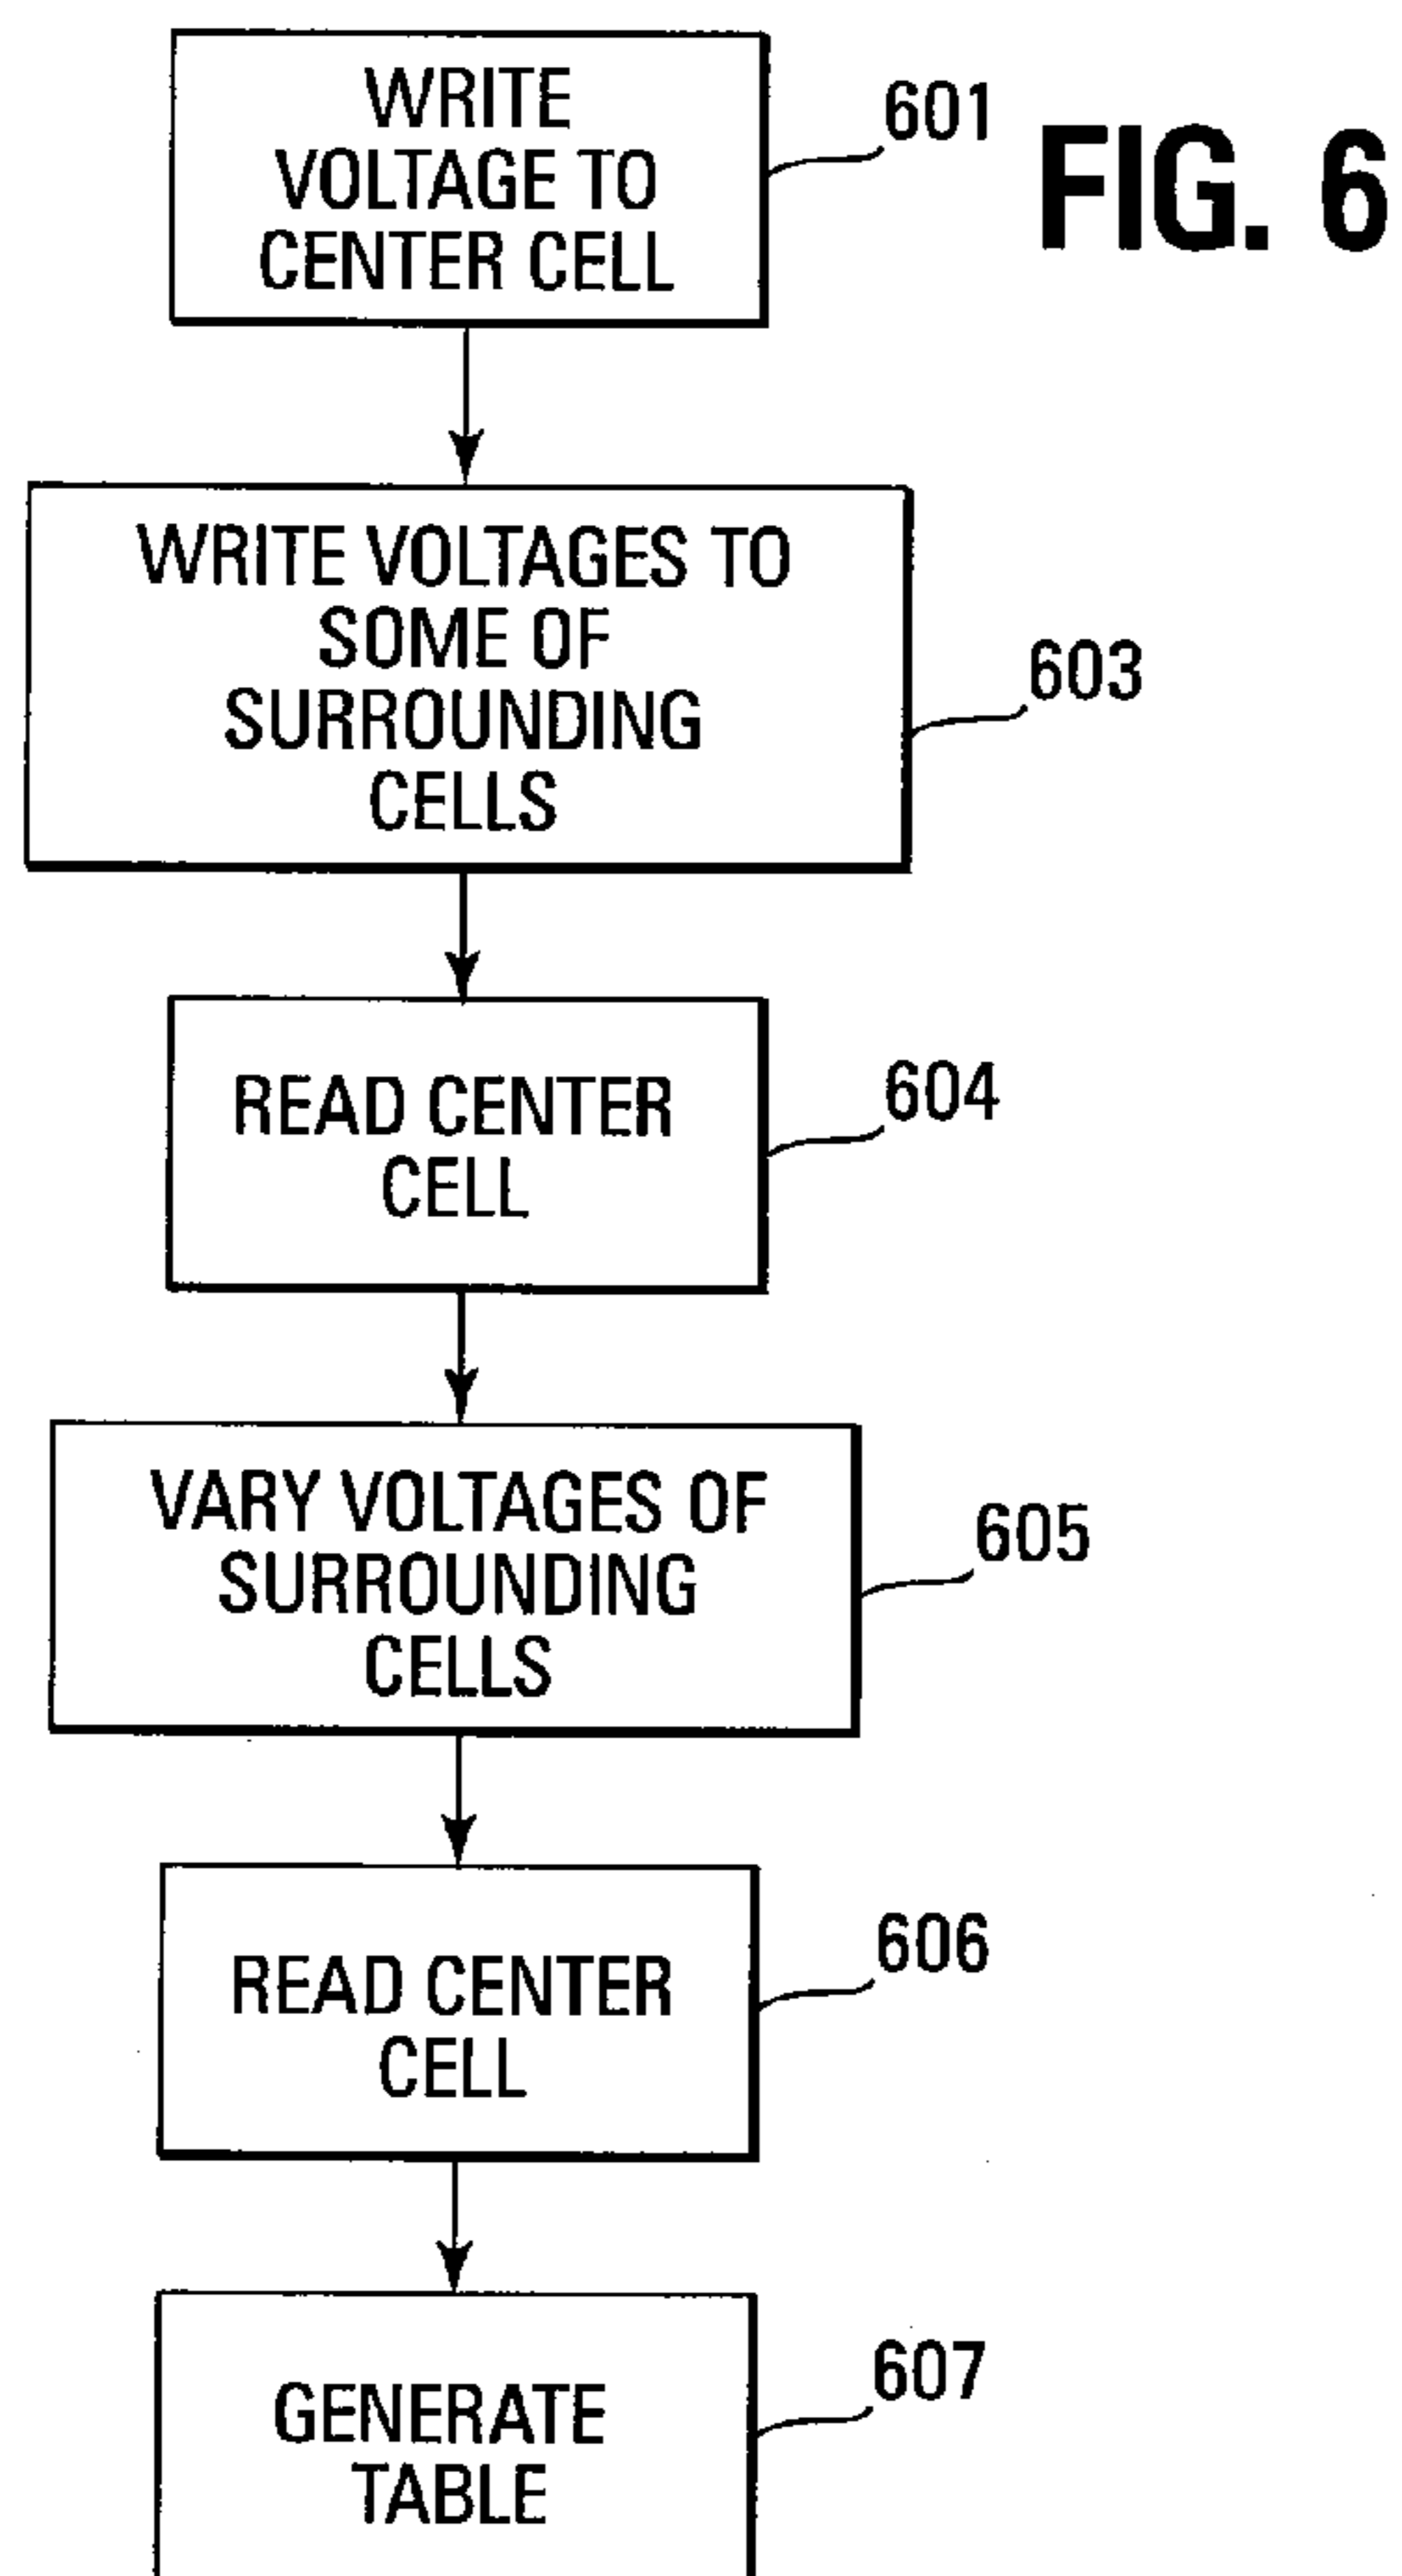 WRITE
VOLTAGE TO
CENTER CELL
601
FIG. 6
WRITE VOLTAGES TO
SOME OF
SURROUNDING
CELLS
603
READ CENTER
CELL
604
VARY VOLTAGES OF
SURROUNDING
CELLS
605
READ CENTER
CELL
606
GENERATE
TABLE
607